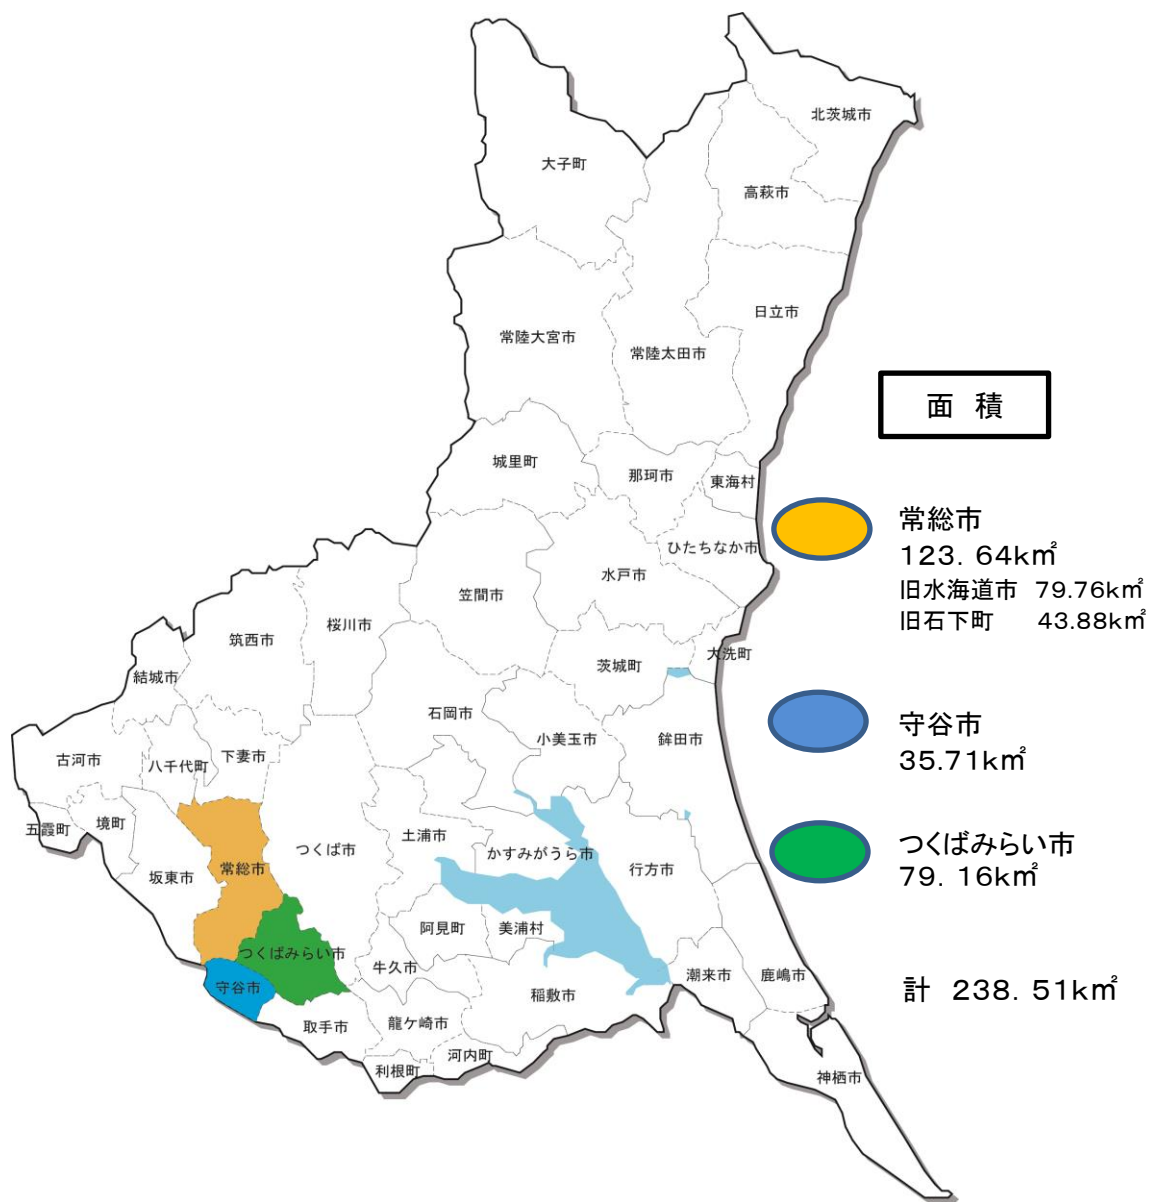 北茨城市
大子町
高萩市
日立市
常陸大宮市
常陸太田市
面 積
城里町
那珂市
東海村
常総市
123. 64k㎡
旧水海道市 79.76k㎡
旧石下町 43.88k㎡
ひたちなか市
水戸市
笠間市
桜川市
筑西市
茨城町
大洗町
結城市
石岡市
小美玉市
鉾田市
守谷市
35.71k㎡
古河市
八千代町
下妻市
五霞町
境町
つくば市
土浦市
かすみがうら市
つくばみらい市
79. 16k㎡
坂東市
常総市
行方市
阿見町
美浦村
つくばみらい市
牛久市
守谷市
稲敷市
潮来市
鹿嶋市
計 238. 51k㎡
取手市
龍ケ崎市
河内町
利根町
神栖市